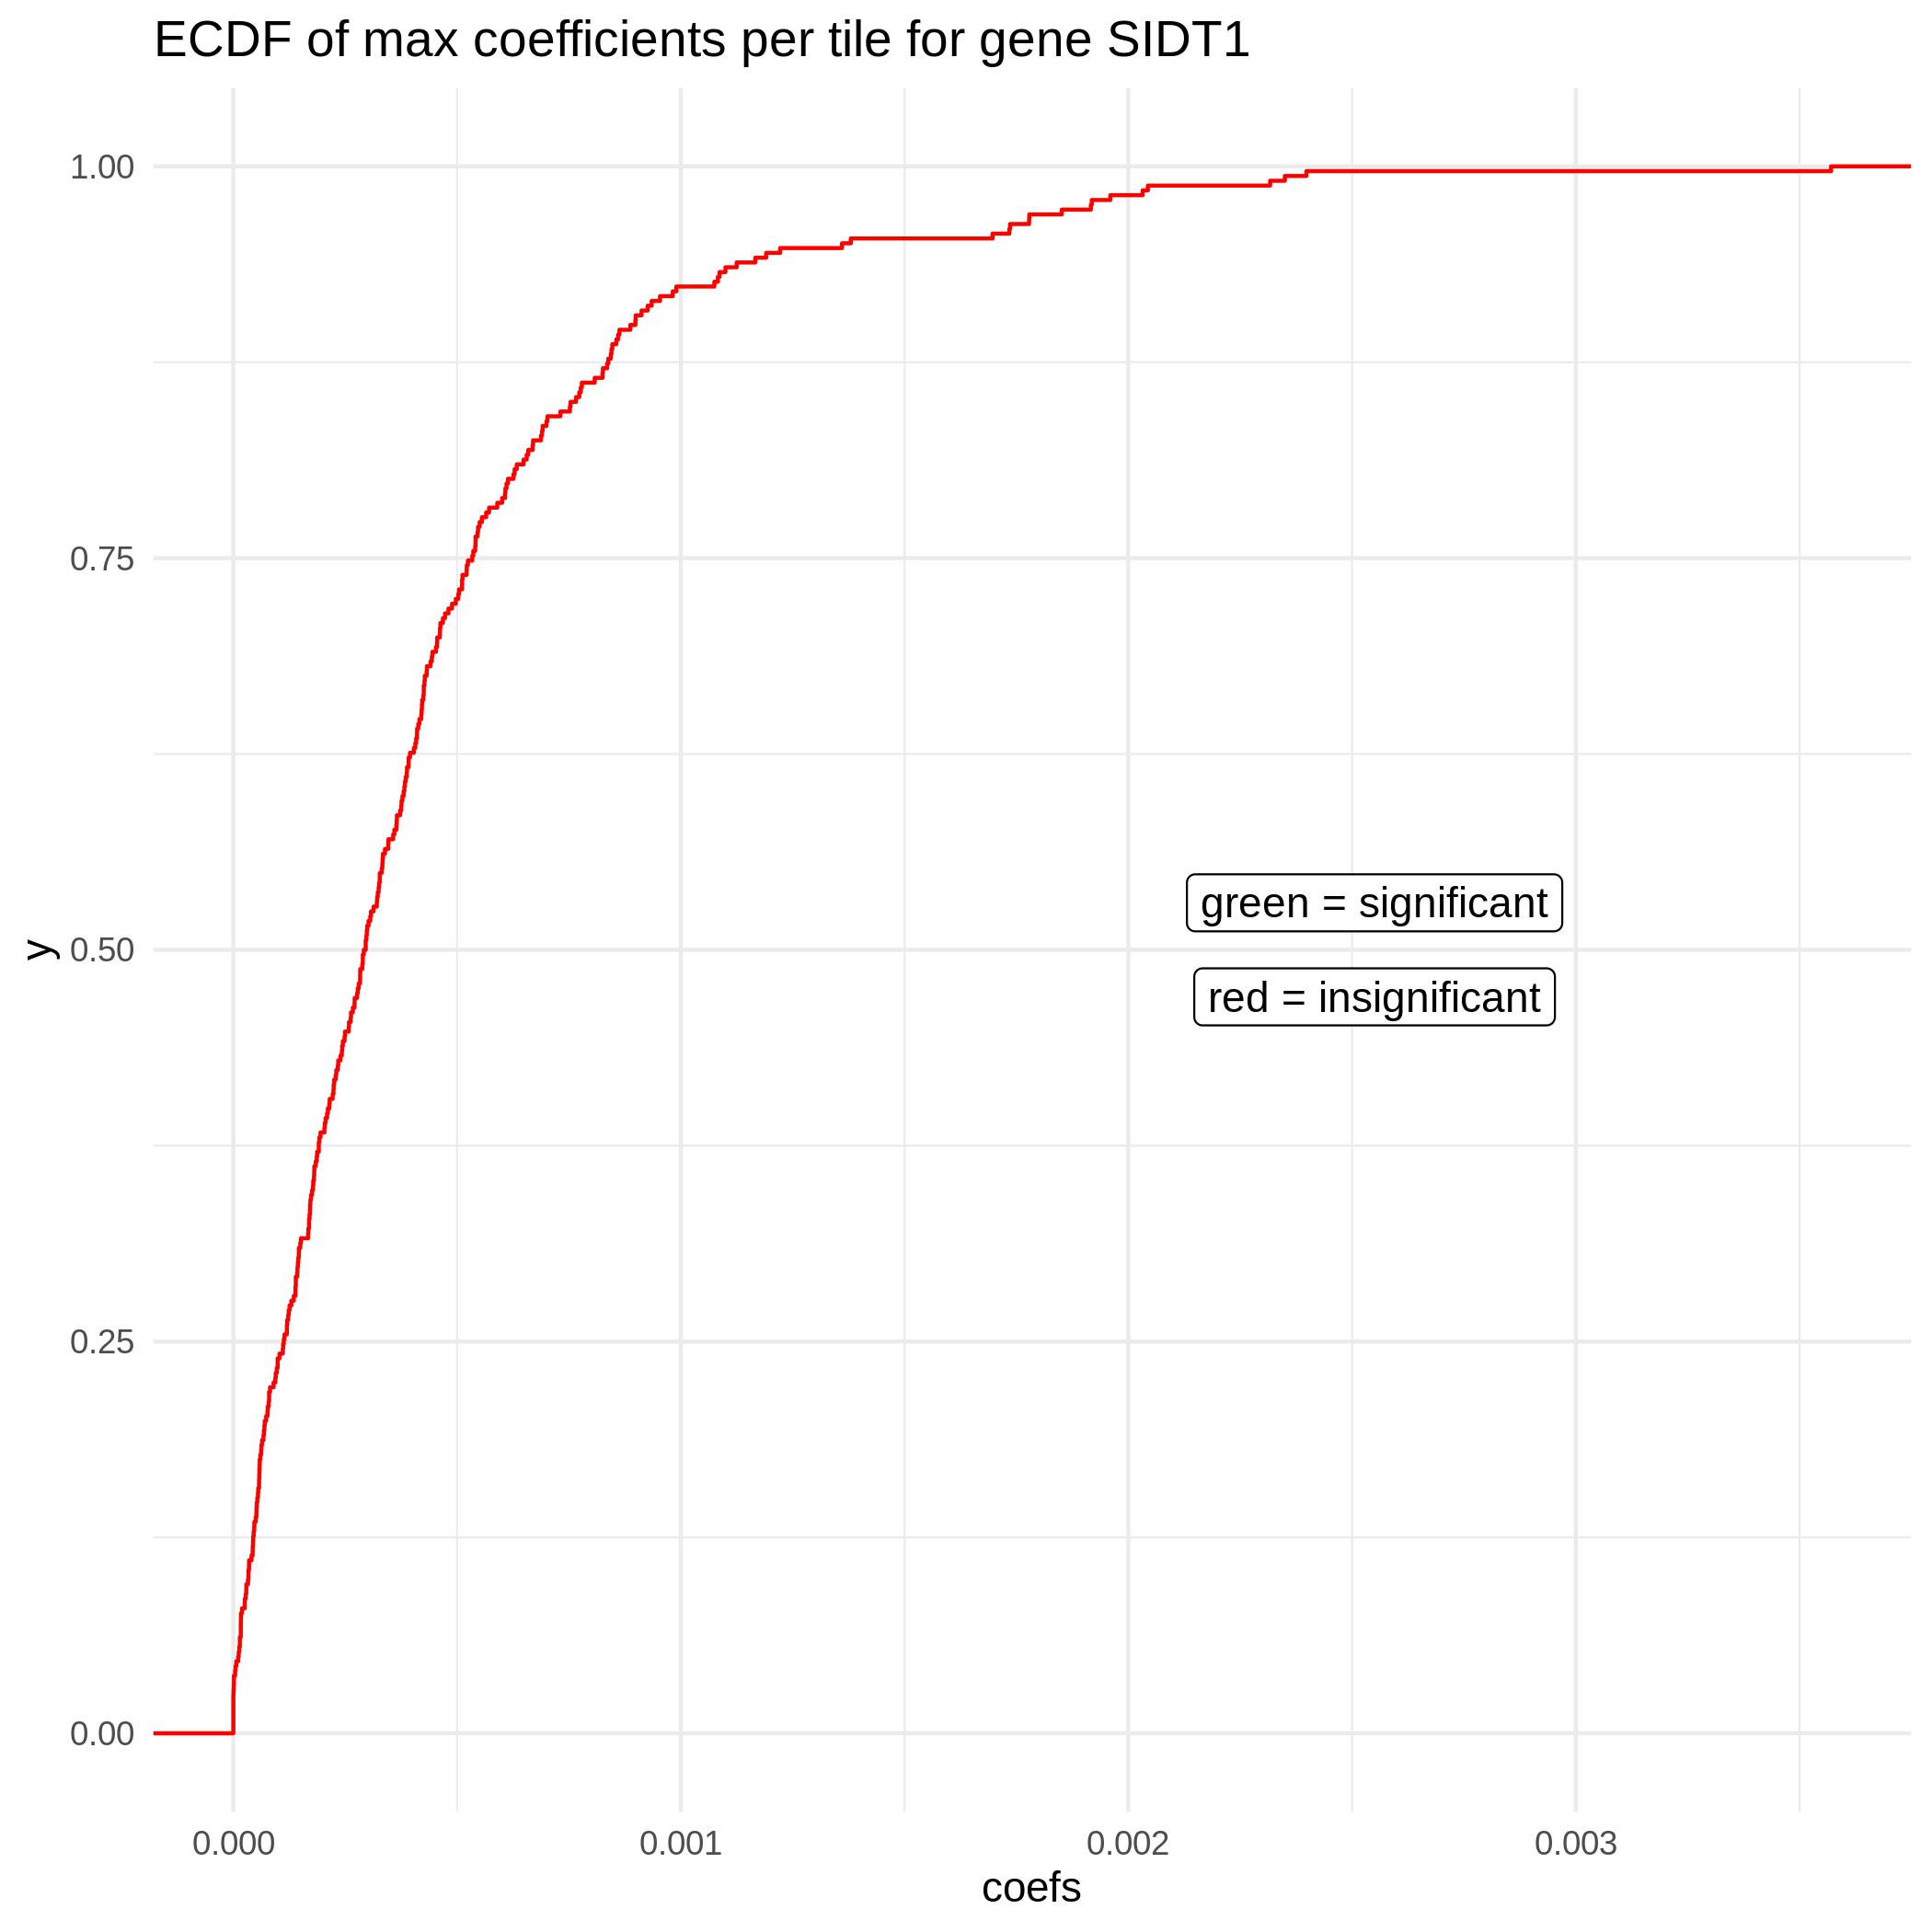 ECDF of max coefficients per tile for gene SIDT1
1.00
0.75
0.50
0.25
0.00
y
green = significant
red = insignificant
0.000
0.001
0.002
0.003
coefs